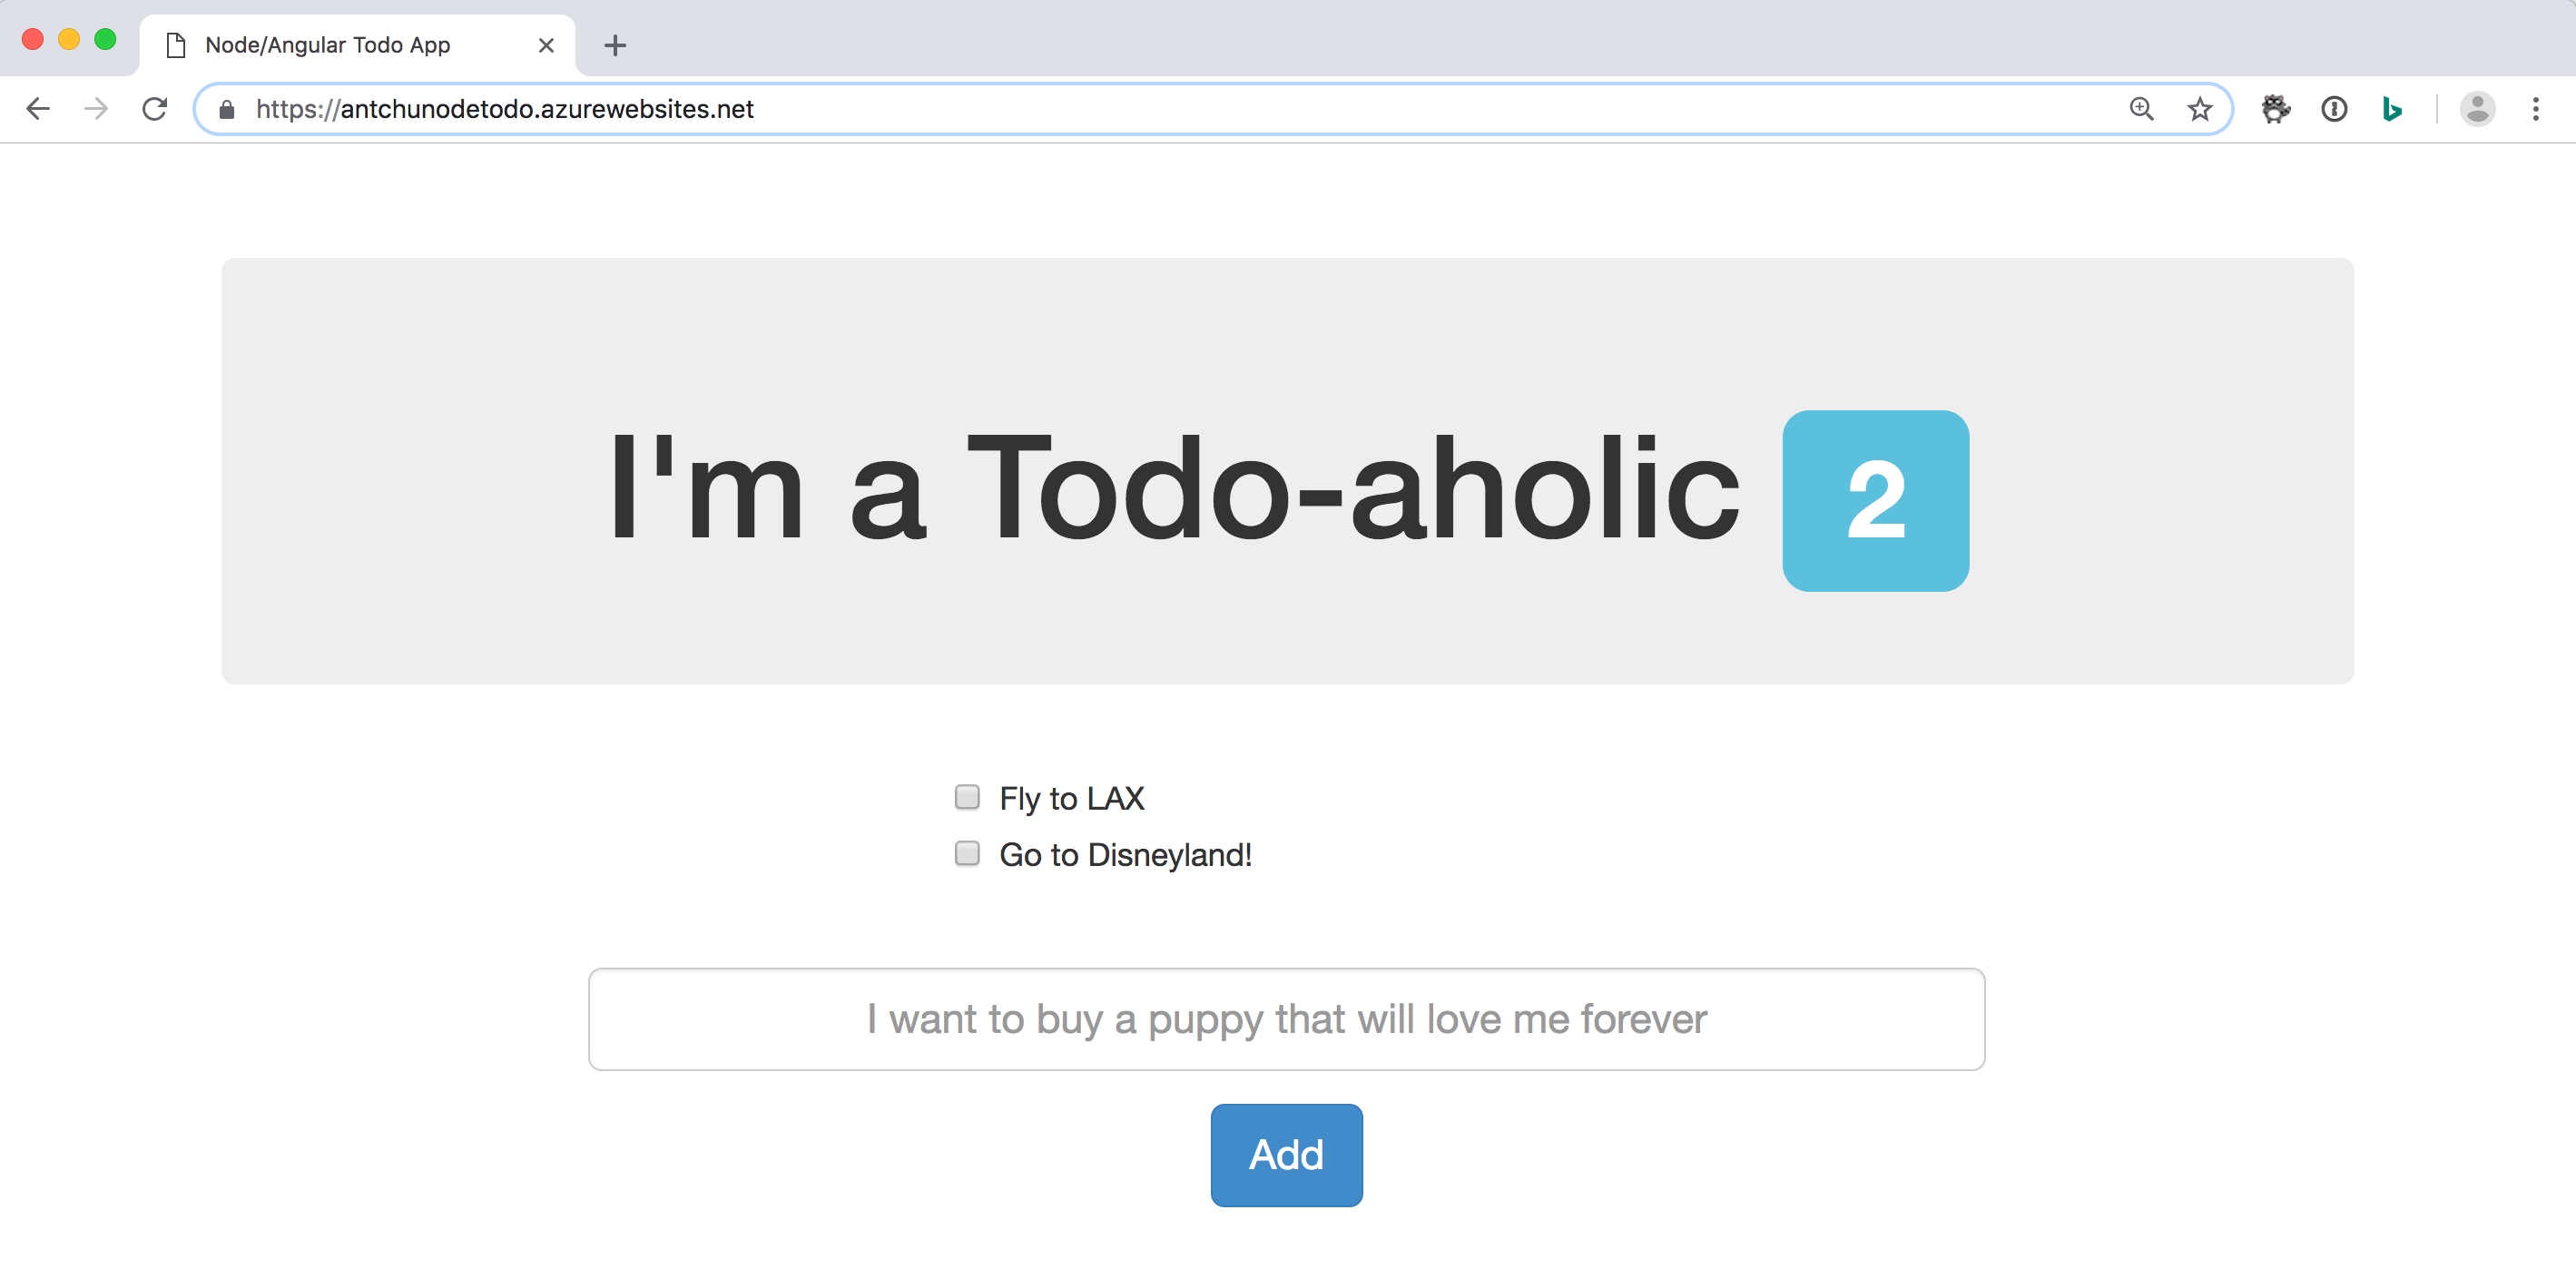 Node/Angular Todo App
https://antchunodetodo.azurewebsites.net
I'm a Todo-aholic 2
Fly to LAX
Go to Disneyland!
I want to buy a puppy that will love me forever
Add